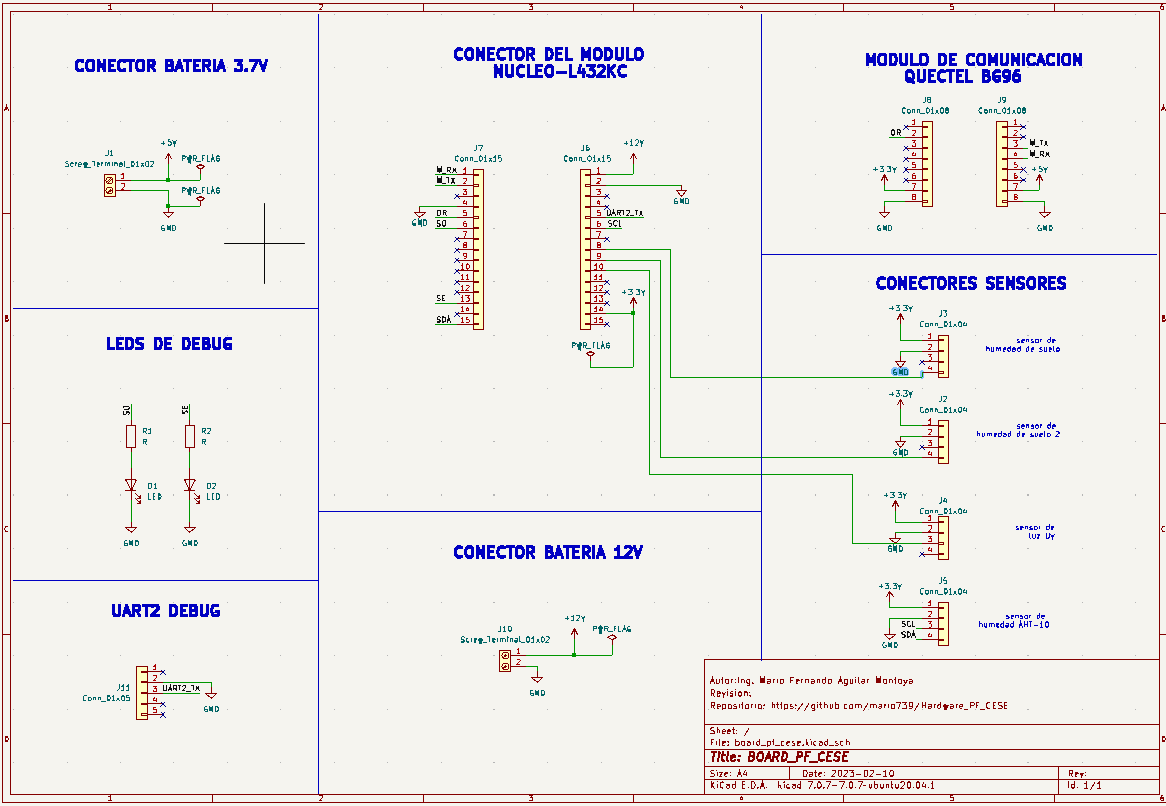 CONECTOR BATERIA 3.7V
J1
Screw_Terminal_01x02
1
2
+5V
PWR_FLAG
PWR_FLAG
GND
CONECTOR DEL MODULO
NUCLEO-L432KC
J7
Conn_01x15
W_RX 1
W_TX 2
3
4
GND
OR 5
SO 6
7
8
9
10
11
12
SE 13
14
SDA 15
J6
Conn_01x15
+12V
1
2
GND
3
4
5 UART2_TX
6 SCL
7
8
9
10
11
12
13
14
15
+3.3V
PWR_FLAG
MODULO DE COMUNICACION
QUECTEL BG96
J8
Conn_01x08
1
OR 2
3
4
5
6
7
8
+3.3V
GND
J9
Conn_01x08
1
2
3 W_TX
4 W_RX
5
6
7
8
+5V
GND
CONECTORES SENSORES
+3.3V
J3
Conn_01x04
1
2
3
4
GND
sensor de
humedad de suelo
+3.3V
J2
Conn_01x04
1
2
3
4
GND
sensor de
humedad de suelo 2
+3.3V
J4
Conn_01x04
1
2
3
4
GND
sensor de
luz UV
+3.3V
J5
Conn_01x04
1
2
SCL 3
SDA 4
GND
sensor de
humedad AHT-10
LEDS DE DEBUG
SO
SE
R1
R
R2
R
D1
LED
D2
LED
GND
GND
UART2 DEBUG
J11
Conn_01x05
1
2
3 UART2_TX
4
5
GND
CONECTOR BATERIA 12V
J10
Screw_Terminal_01x02
1
2
+12V
PWR_FLAG
GND
Autor:Ing. Mario Fernando Aguilar Montoya
Revision:
Repositorio: https://github.com/mario739/Hardware_PF_CESE
Sheet: /
File: board_pf_cese.kicad_sch
Title: BOARD_PF_CESE
Size: A4
Date: 2023-02-10
Rev:
KiCad E.D.A. kicad 7.0.7-7.0.7~ubuntu20.04.1
Id: 1/1